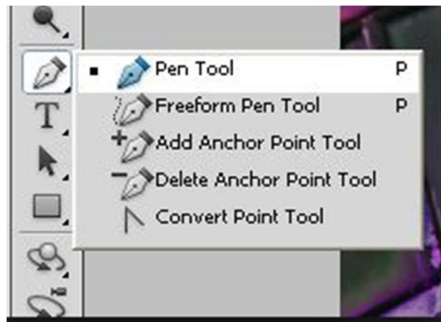 Pen Tool P
Freeform Pen Tool P
Add Anchor Point Tool
Delete Anchor Point Tool
Convert Point Tool
T